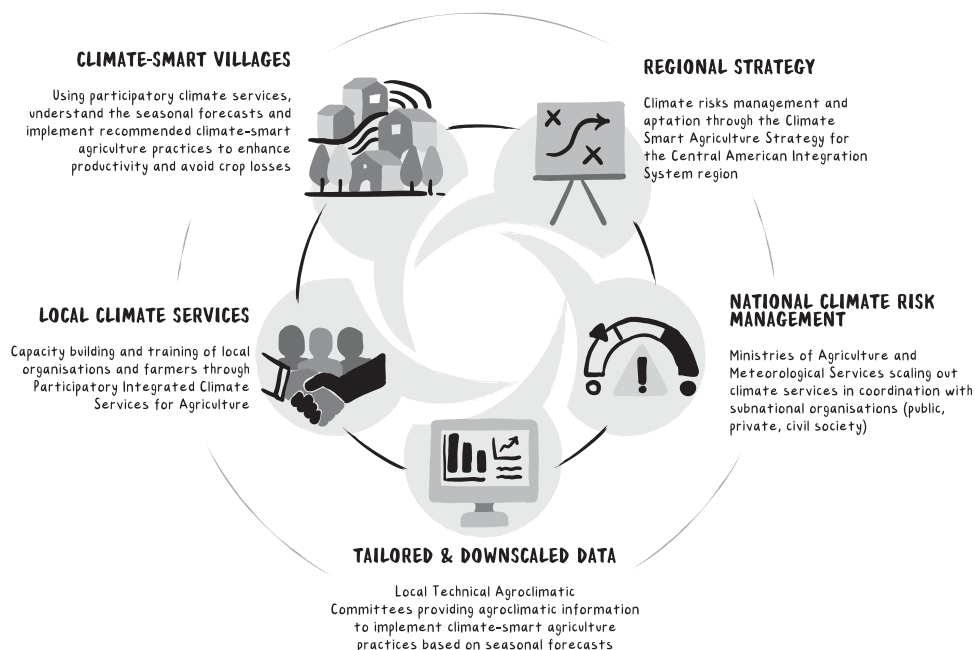 CLIMATE-SMART VILLAGES
Using participatory climate services,
understand the seasonal forecasts and
implement recommended climate-smart
agriculture practices to enhance
productivity and avoid crop losses
REGIONAL STRATEGY
Climate risks management and
aptation through the Climate
Smart Agriculture Strategy for
the Central American Integration
System region
NATIONAL CLIMATE RISK
MANAGEMENT
Ministries of Agriculture and
Meteorological Services scaling out
climate services in coordination with
subnational organisations (public,
private, civil society)
TAILORED & DOWNSCALED DATA
Local Technical Agroclimatic
Committees providing agroclimatic information
to implement climate-smart agriculture
practices based on seasonal forecasts
LOCAL CLIMATE SERVICES
Capacity building and training of local
organisations and farmers through
Participatory Integrated Climate
Services for Agriculture